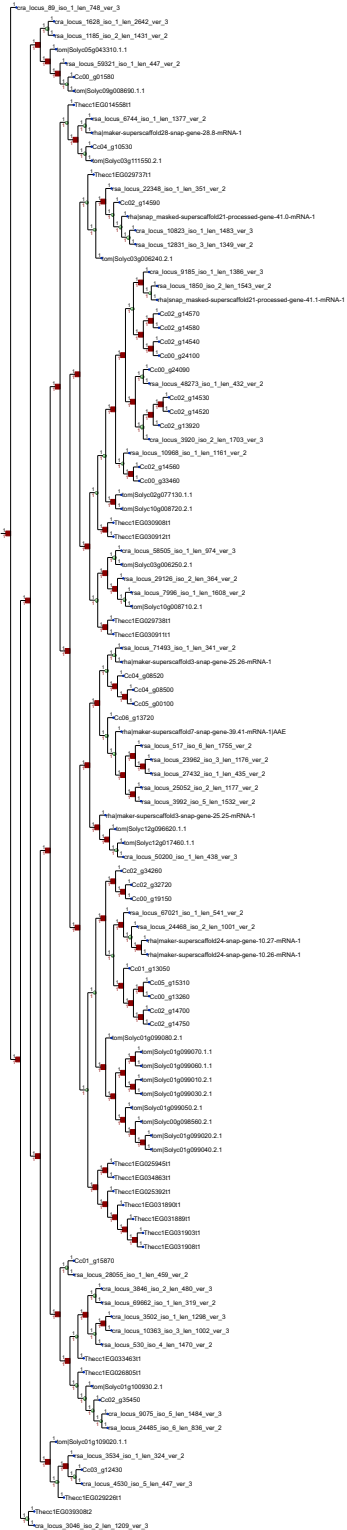 cra_locus_89_iso_1_len_748_ver_3
cra_locus_1628_iso_1_len_2642_ver_3
rsa_locus_1185_iso_2_len_1431_ver_2
tom|Solyc05g043310.1.1
rsa_locus_59321_iso_1_len_447_ver_2
Cc00_g01580
tom|Solyc09g008690.1.1
Thecc1EG014558t1
rsa_locus_6744_iso_1_len_1377_ver_2
rha|maker-superscaffold28-snap-gene-28.8-mRNA-1
Cc04_g10530
tom|Solyc03g111550.2.1
Thecc1EG029737t1
rsa_locus_22348_iso_1_len_351_ver_2
Cc02_g14590
rha|snap_masked-superscaffold21-processed-gene-41.0-mRNA-1
cra_locus_10823_iso_1_len_1483_ver_3
rsa_locus_12831_iso_3_len_1349_ver_2
tom|Solyc03g006240.2.1
cra_locus_9185_iso_1_len_1386_ver_3
rsa_locus_1850_iso_2_len_1543_ver_2
rha|snap_masked-superscaffold21-processed-gene-41.1-mRNA-1
Cc02_g14570
Cc02_g14580
Cc02_g14540
Cc00_g24100
Cc00_g24090
rsa_locus_48273_iso_1_len_432_ver_2
Cc02_g14530
Cc02_g14520
Cc02_g13920
cra_locus_3920_iso_2_len_1703_ver_3
rsa_locus_10968_iso_1_len_1161_ver_2
Cc02_g14560
Cc00_g33460
tom|Solyc02g077130.1.1
tom|Solyc10g008720.2.1
Thecc1EG030908t1
Thecc1EG030912t1
cra_locus_58505_iso_1_len_974_ver_3
tom|Solyc03g006250.2.1
rsa_locus_29126_iso_2_len_364_ver_2
rsa_locus_7996_iso_1_len_1608_ver_2
tom|Solyc10g008710.2.1
Thecc1EG029738t1
Thecc1EG030911t1
rsa_locus_71493_iso_1_len_341_ver_2
rha|maker-superscaffold3-snap-gene-25.26-mRNA-1
Cc04_g08520
Cc04_g08500
Cc05_g00100
Cc06_g13720
rha|maker-superscaffold7-snap-gene-39.41-mRNA-1|AAE
rsa_locus_517_iso_6_len_1755_ver_2
rsa_locus_23962_iso_3_len_1176_ver_2
rsa_locus_27432_iso_1_len_435_ver_2
rsa_locus_25052_iso_2_len_1177_ver_2
rsa_locus_3992_iso_5_len_1532_ver_2
rha|maker-superscaffold3-snap-gene-25.25-mRNA-1
tom|Solyc12g096620.1.1
tom|Solyc12g017460.1.1
cra_locus_50200_iso_1_len_438_ver_3
Cc02_g34260
Cc02_g32720
Cc00_g19150
rsa_locus_67021_iso_1_len_541_ver_2
rsa_locus_24468_iso_2_len_1001_ver_2
rha|maker-superscaffold24-snap-gene-10.27-mRNA-1
rha|maker-superscaffold24-snap-gene-10.26-mRNA-1
Cc01_g13050
Cc05_g15310
Cc00_g13260
Cc02_g14700
Cc02_g14750
tom|Solyc01g099080.2.1
tom|Solyc01g099070.1.1
tom|Solyc01g099060.1.1
tom|Solyc01g099010.2.1
tom|Solyc01g099030.2.1
tom|Solyc01g099050.2.1
tom|Solyc00g098560.2.1
tom|Solyc01g099020.2.1
tom|Solyc01g099040.2.1
Thecc1EG025945t1
Thecc1EG034863t1
Thecc1EG025392t1
Thecc1EG031890t1
Thecc1EG031889t1
Thecc1EG031903t1
Thecc1EG031908t1
Cc01_g15870
rsa_locus_28055_iso_1_len_459_ver_2
cra_locus_3846_iso_2_len_480_ver_3
rsa_locus_69662_iso_1_len_319_ver_2
cra_locus_3502_iso_1_len_1298_ver_3
cra_locus_10363_iso_3_len_1002_ver_3
rsa_locus_530_iso_4_len_1470_ver_2
Thecc1EG033463t1
Thecc1EG026805t1
tom|Solyc01g100930.2.1
Cc02_g35450
cra_locus_9075_iso_5_len_1484_ver_3
rsa_locus_24485_iso_6_len_836_ver_2
tom|Solyc01g109020.1.1
rsa_locus_3534_iso_1_len_324_ver_2
Cc03_g12430
cra_locus_4530_iso_5_len_447_ver_3
Thecc1EG029226t1
Thecc1EG039308t2
cra_locus_3046_iso_2_len_1209_ver_3